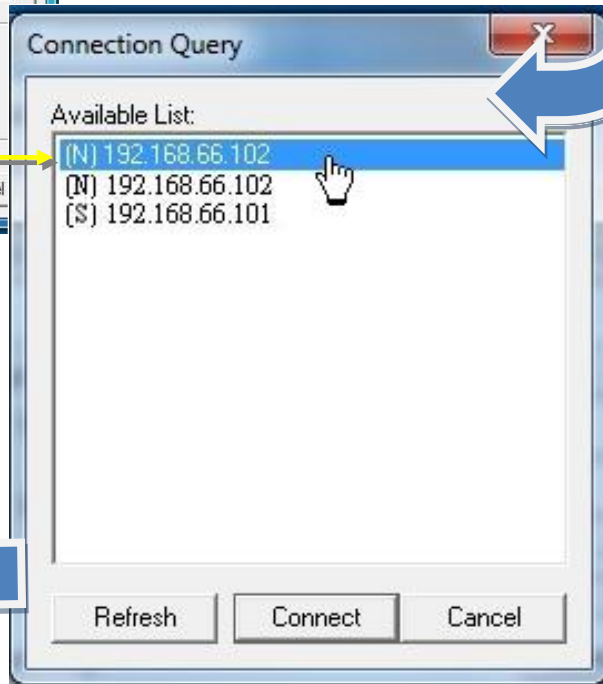 Connection Query
Available List:
(N) 192.168.66.102
(N) 192.168.66.102
(S) 192.168.66.101
Refresh
Connect
Cancel